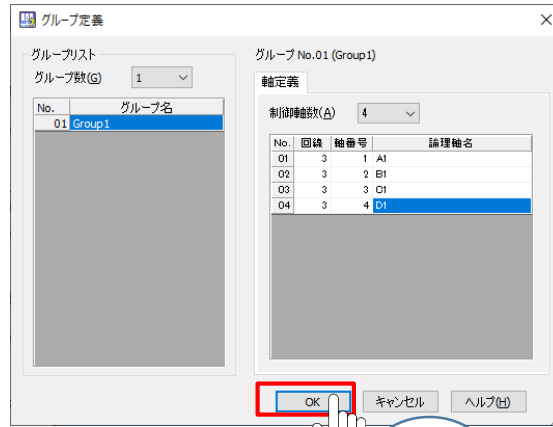 グループ定義
グループリスト
グループ数(G) 1
No. グループ名
01 Group1
グループ No.01 (Group1)
軸定義
制御軸数(A) 4
No. 回線 軸番号 論理軸名
01 3 1 A1
02 3 2 B1
03 3 3 C1
04 3 4 D1
OK キャンセル ヘルプ(H)